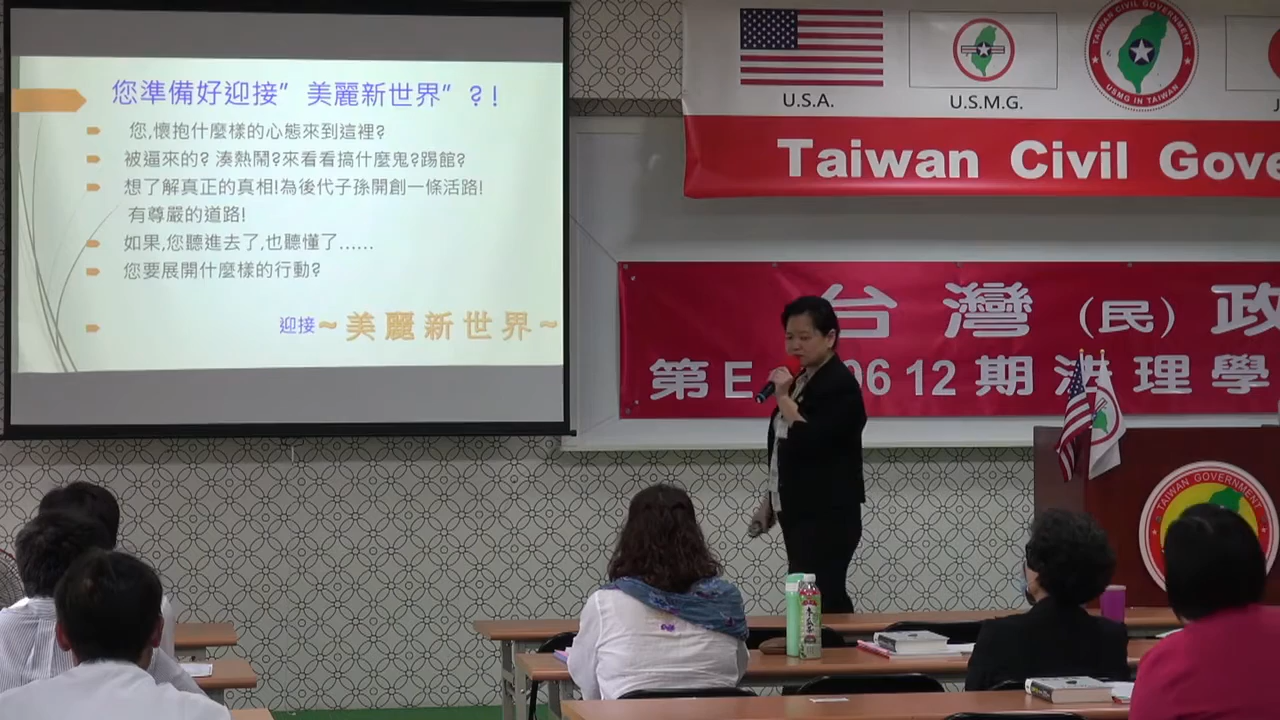 您準備好迎接”美麗新世界”?!
您,懷抱什麼樣的心態來到這裡?
被逼來的? 湊熱鬧?來看看搞什麼鬼?踢館?
想了解真正的真相!為後代子孫開創一條活路!
有尊嚴的道路!
如果,您聽進去了,也聽懂了......
您要展開什麼樣的行動?
迎接~美麗新世界~
U.S.A.
U.S.M.G.
TAIWAN CIVIL GOVERNMENT
USMG IN TAIWAN
J
Taiwan Civil Gove
台灣(民)政
第E 06 12期法理學
TAIWAN GOVERNMENT